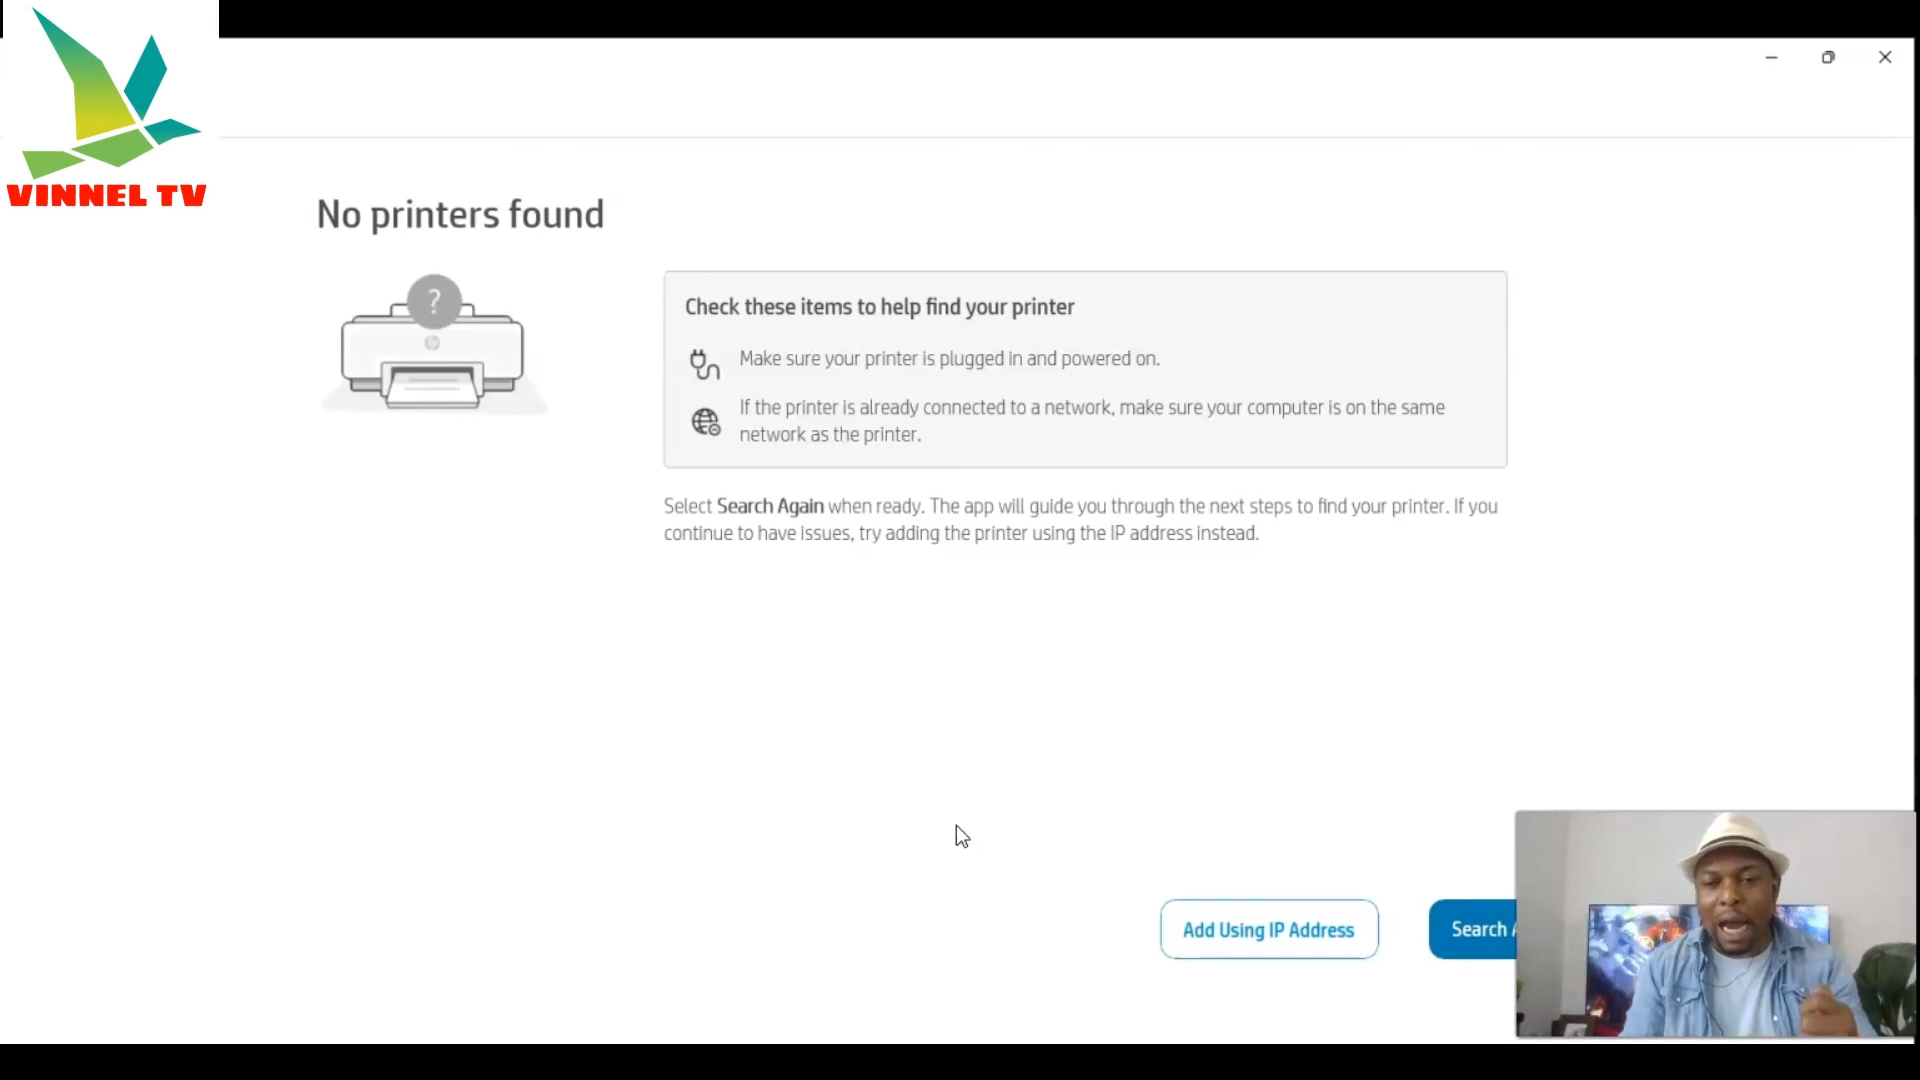 VINNEL TV
No printers found
?
hp
Check these items to help find your printer
Make sure your printer is plugged in and powered on.
If the printer is already connected to a network, make sure your computer is on the same
network as the printer.
Select Search Again when ready. The app will guide you through the next steps to find your printer. If you
continue to have issues, try adding the printer using the IP address instead.
Add Using IP Address
Search